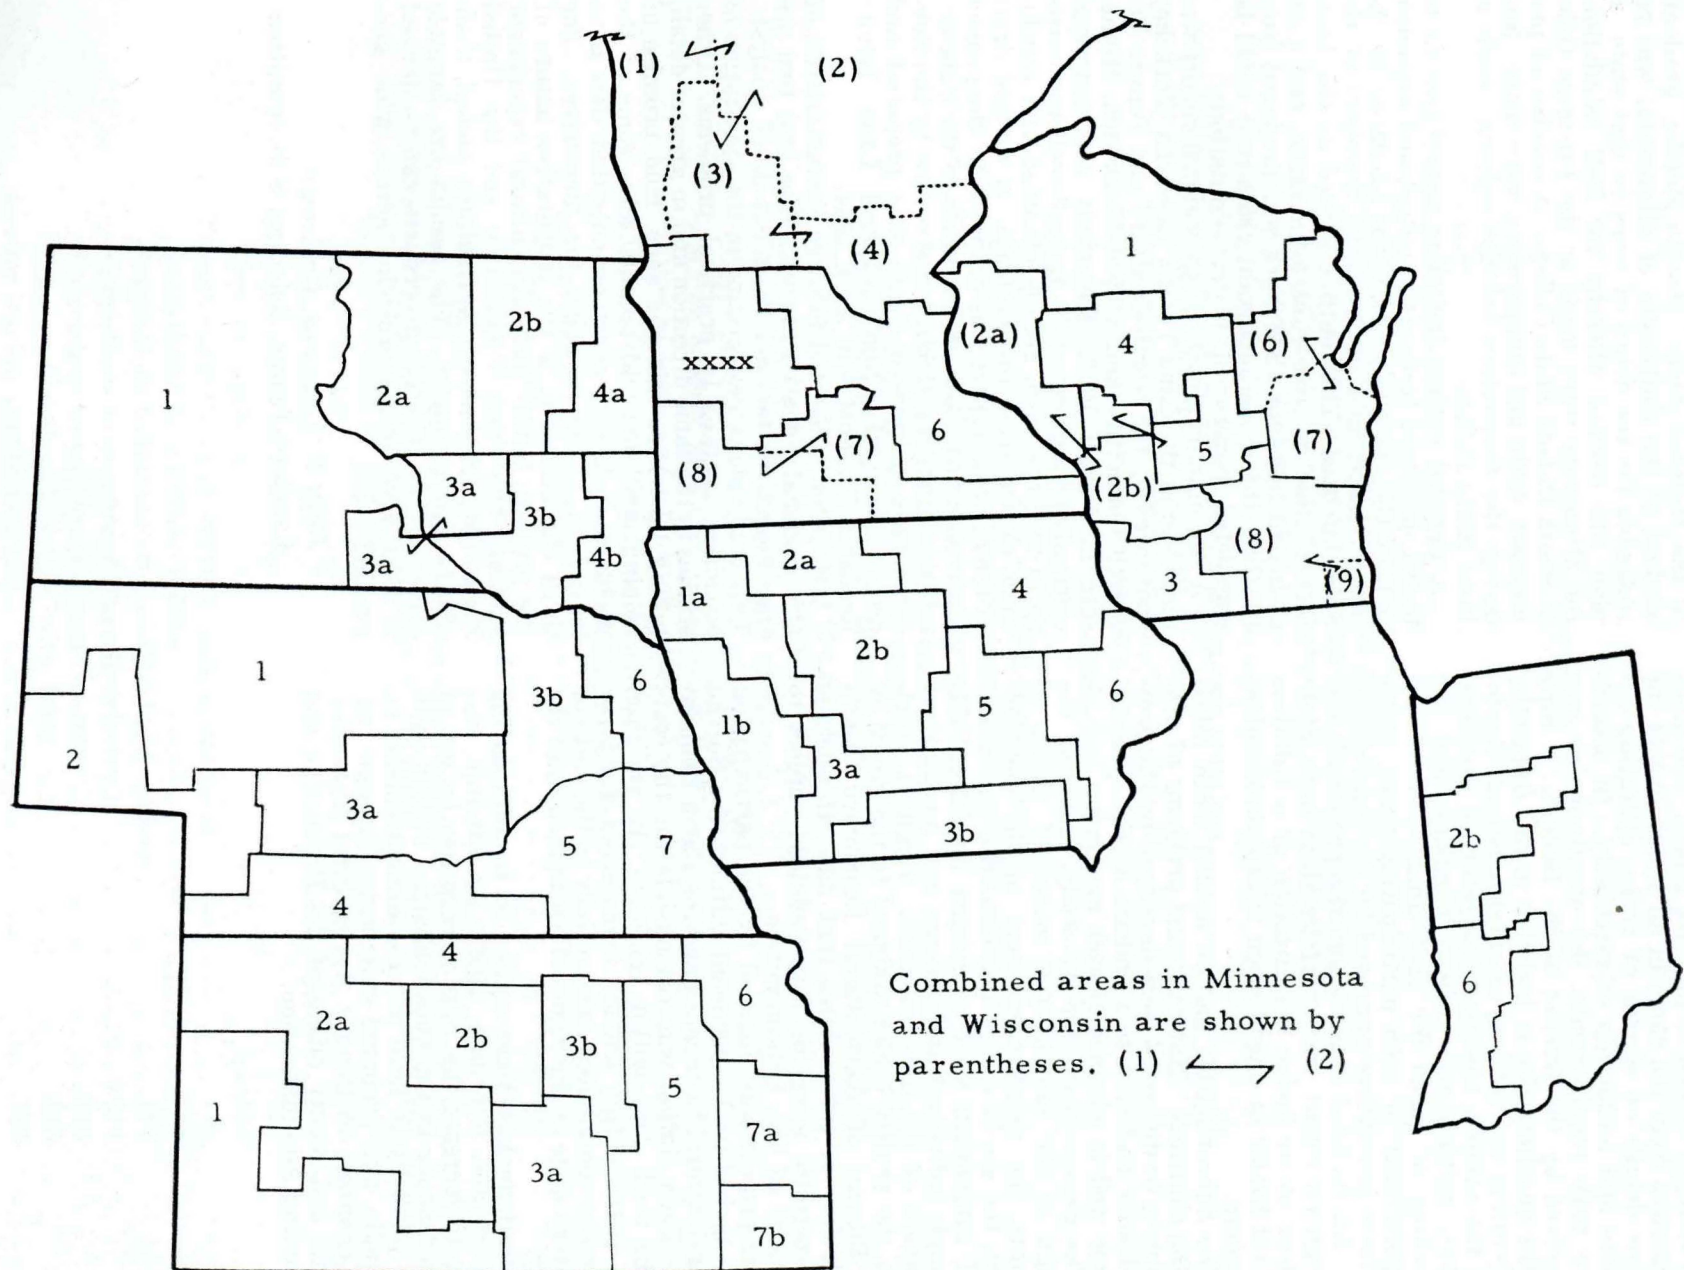 (1) (2)
(3)
(4)
1
1
2a
2b
4a
xxxx
6
(7)
(8)
(2a)
4
(6)
5
(7)
(2b)
(8)
3
(9)
3a
3b
3a
4b
1a
2a
4
2b
1b
5
6
3a
3b
1
2
3b
6
3a
5
7
4
2b
6
4
2a
2b
3b
6
1
5
3a
7a
7b
Combined areas in Minnesota
and Wisconsin are shown by
parentheses. (1) (2)